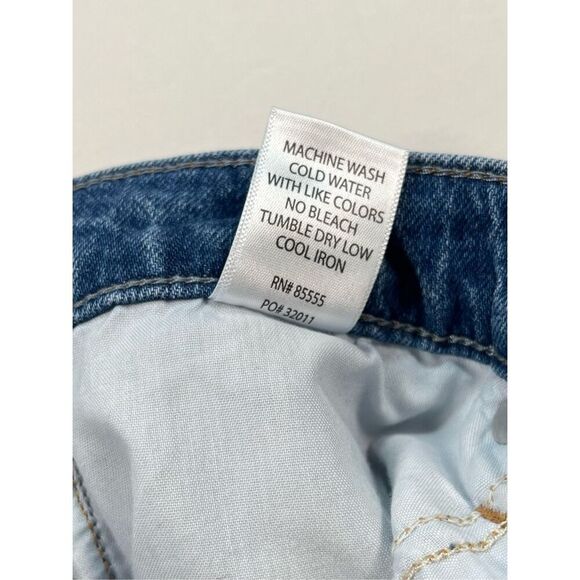 MACHINE WASH
COLD WATER
WITH LIKE COLORS
NO BLEACH
TUMBLE DRY LOW
COOL IRON
RN# 85555
PO# 32011